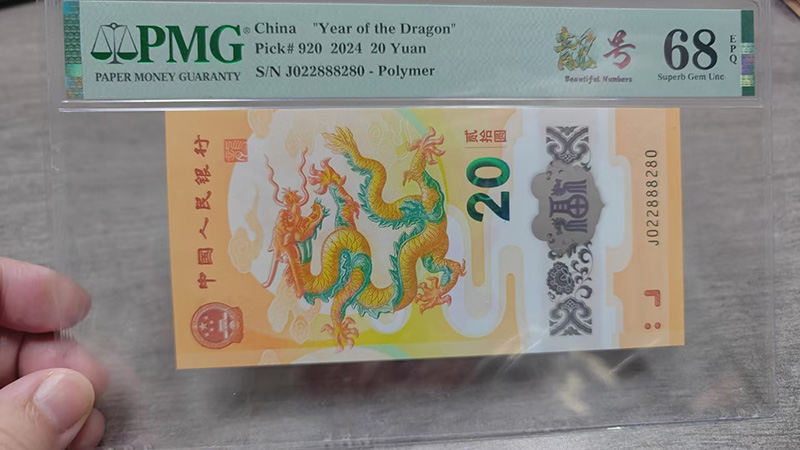 PMG
PAPER MONEY GUARANTY
China "Year of the Dragon"
Pick# 920 2024 20 Yuan
S/N J022888280 - Polymer
靓号
Beautiful Numbers
68
EPQ
Superb Gem Unc
中国人民银行
贰拾圆
20
J022888280